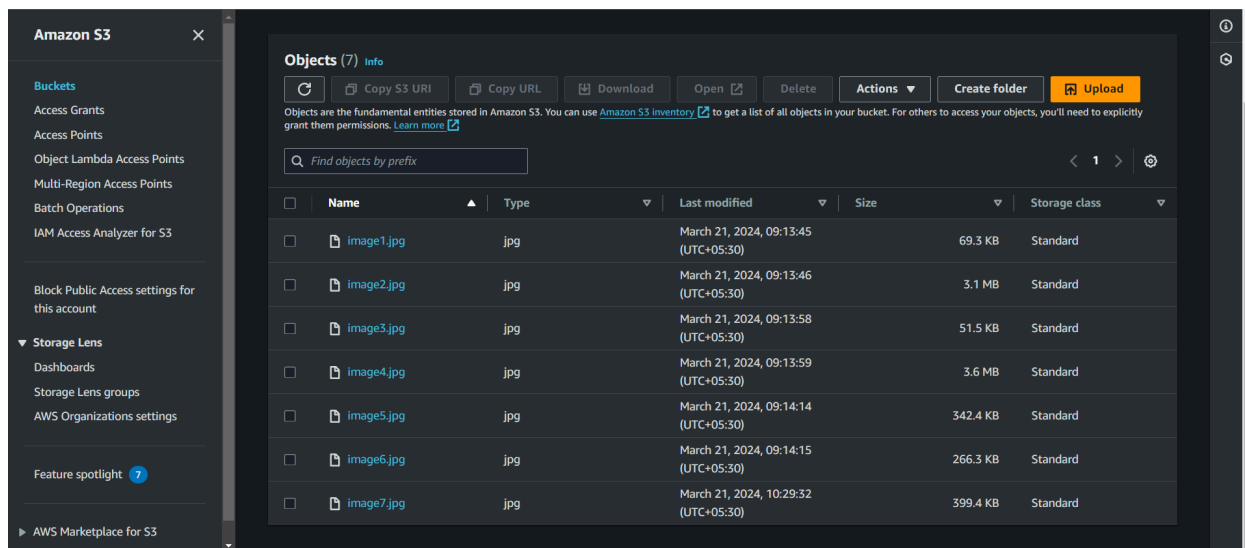 Amazon S3
Buckets
Access Grants
Access Points
Object Lambda Access Points
Multi-Region Access Points
Batch Operations
IAM Access Analyzer for S3
Block Public Access settings for
this account
Storage Lens
Dashboards
Storage Lens groups
AWS Organizations settings
Feature spotlight 7
AWS Marketplace for S3
Objects (7) Info
Copy S3 URI Copy URL Download Open Delete Actions Create folder Upload
Objects are the fundamental entities stored in Amazon S3. You can use Amazon S3 inventory to get a list of all objects in your bucket. For others to access your objects, you'll need to explicitly
grant them permissions. Learn more
Find objects by prefix 1
Name Type Last modified Size Storage class
image1.jpg jpg March 21, 2024, 09:13:45 (UTC+05:30) 69.3 KB Standard
image2.jpg jpg March 21, 2024, 09:13:46 (UTC+05:30) 3.1 MB Standard
image3.jpg jpg March 21, 2024, 09:13:58 (UTC+05:30) 51.5 KB Standard
image4.jpg jpg March 21, 2024, 09:13:59 (UTC+05:30) 3.6 MB Standard
image5.jpg jpg March 21, 2024, 09:14:14 (UTC+05:30) 342.4 KB Standard
image6.jpg jpg March 21, 2024, 09:14:15 (UTC+05:30) 266.3 KB Standard
image7.jpg jpg March 21, 2024, 10:29:32 (UTC+05:30) 399.4 KB Standard